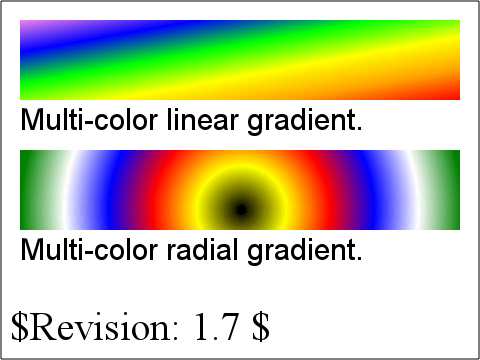 Multi-color linear gradient.
Multi-color radial gradient.
$Revision: 1.7 $